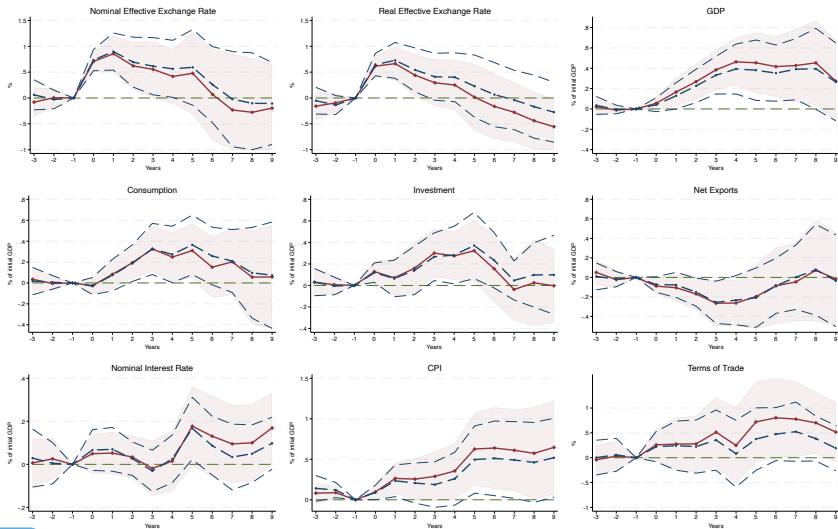 Nominal Effective Exchange Rate
1.5
1
.5
0
-.5
-1
%
-3 -2 -1 0 1 2 3 4 5 6 7 8 9
Years
Real Effective Exchange Rate
1.5
1
.5
0
-.5
-1
%
-3 -2 -1 0 1 2 3 4 5 6 7 8 9
Years
GDP
.8
.6
.4
.2
0
-.2
-.4
% of initial GDP
-3 -2 -1 0 1 2 3 4 5 6 7 8 9
Years
Consumption
.8
.6
.4
.2
0
-.2
-.4
% of initial GDP
-3 -2 -1 0 1 2 3 4 5 6 7 8 9
Years
Investment
.8
.6
.4
.2
0
-.2
-.4
% of initial GDP
-3 -2 -1 0 1 2 3 4 5 6 7 8 9
Years
Net Exports
.8
.6
.4
.2
0
-.2
-.4
% of initial GDP
-3 -2 -1 0 1 2 3 4 5 6 7 8 9
Years
Nominal Interest Rate
.4
.2
0
-.2
% of initial GDP
-3 -2 -1 0 1 2 3 4 5 6 7 8 9
Years
CPI
1.5
1
.5
0
% of initial GDP
-3 -2 -1 0 1 2 3 4 5 6 7 8 9
Years
Terms of Trade
1
.5
0
-.5
-1
%
-3 -2 -1 0 1 2 3 4 5 6 7 8 9
Years